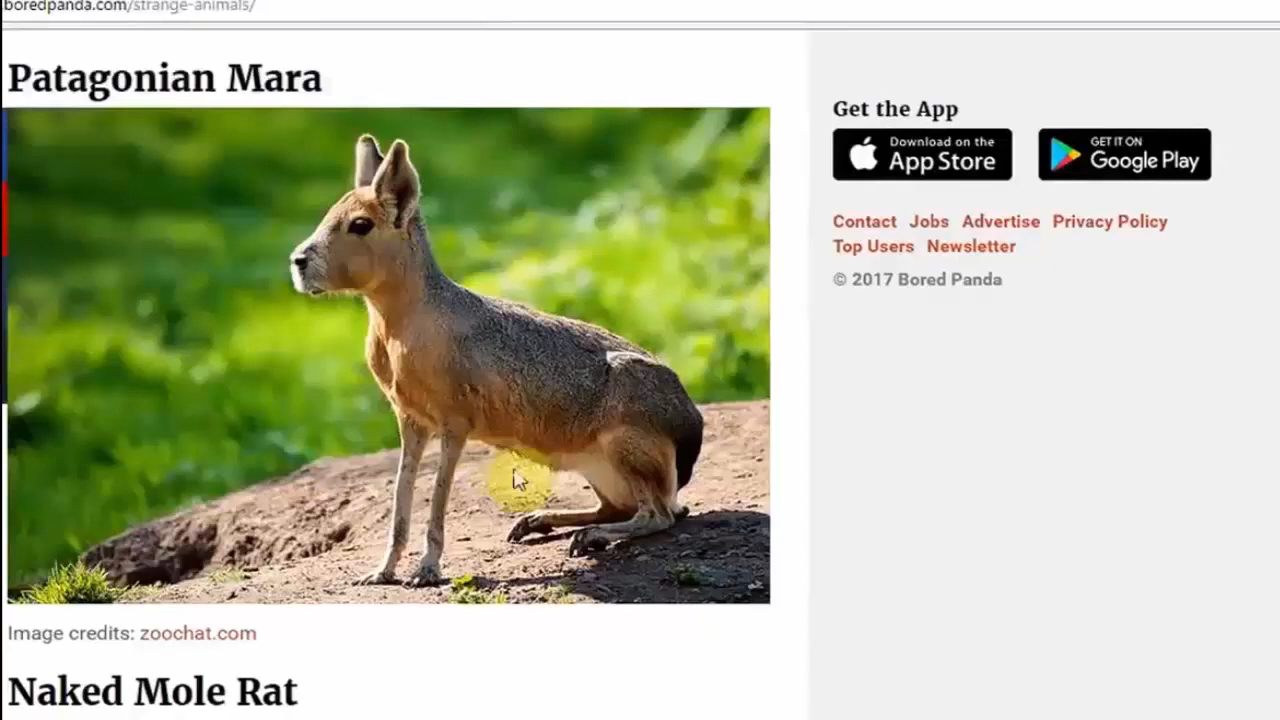 boredpanda.com/strange-animals/
Patagonian Mara
Get the App
Download on the
App Store
GET IT ON
Google Play
Contact Jobs Advertise Privacy Policy
Top Users Newsletter
© 2017 Bored Panda
Image credits: zoochat.com
Naked Mole Rat